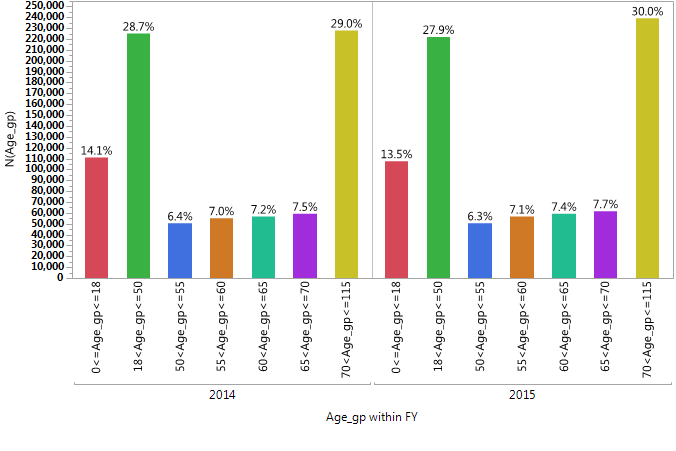 250,000
240,000
230,000
220,000
210,000
200,000
190,000
180,000
170,000
160,000
150,000
140,000
130,000
120,000
110,000
100,000
90,000
80,000
70,000
60,000
50,000
40,000
30,000
20,000
10,000
0
N(Age_gp)
14.1%
28.7%
6.4%
7.0%
7.2%
7.5%
29.0%
13.5%
27.9%
6.3%
7.1%
7.4%
7.7%
30.0%
0<=Age_gp<=18
18<Age_gp<=50
50<Age_gp<=55
55<Age_gp<=60
60<Age_gp<=65
65<Age_gp<=70
70<Age_gp<=115
0<=Age_gp<=18
18<Age_gp<=50
50<Age_gp<=55
55<Age_gp<=60
60<Age_gp<=65
65<Age_gp<=70
70<Age_gp<=115
2014
2015
Age_gp within FY